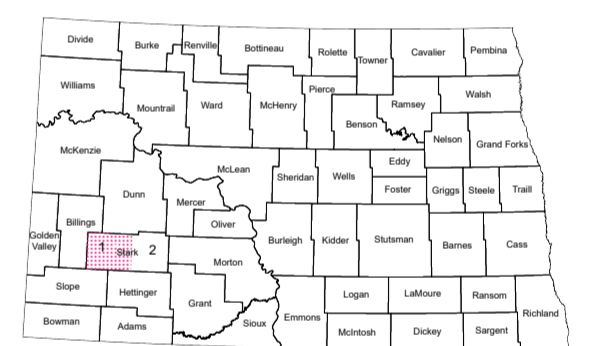 Divide
Burke
Renville
Bottineau
Rolette
Towner
Cavalier
Pembina
Williams
Mountrail
Ward
McHenry
Pierce
Benson
Ramsey
Walsh
McKenzie
Nelson
Grand Forks
McLean
Sheridan
Wells
Eddy
Foster
Griggs
Steele
Traill
Dunn
Mercer
Oliver
Billings
Golden
Valley
1
Stark
2
Morton
Burleigh
Kidder
Stutsman
Barnes
Cass
Slope
Hettinger
Grant
Sioux
Emmons
Logan
LaMoure
Ransom
Richland
Bowman
Adams
McIntosh
Dickey
Sargent